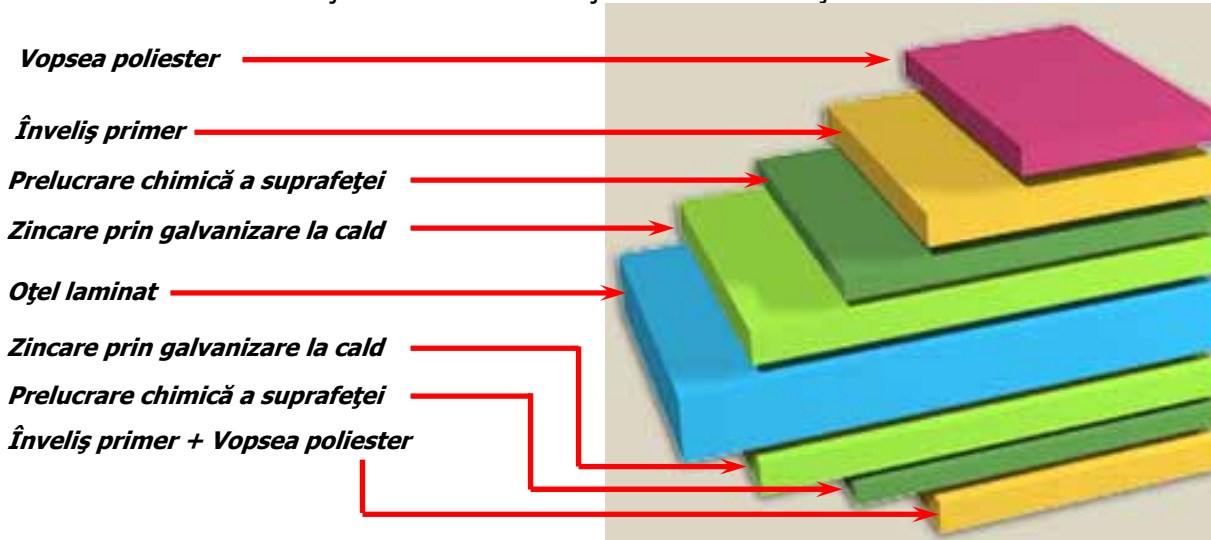 Vopsea poliester
Înveliş primer
Prelucrare chimică a suprafeţei
Zincare prin galvanizare la cald
Oţel laminat
Zincare prin galvanizare la cald
Prelucrare chimică a suprafeţei
Înveliş primer + Vopsea poliester